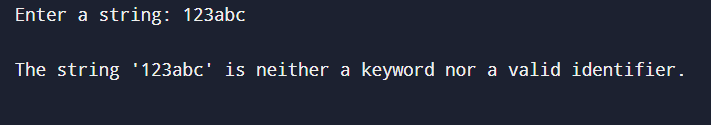 Enter a string: 123abc
The string '123abc' is neither a keyword nor a valid identifier.